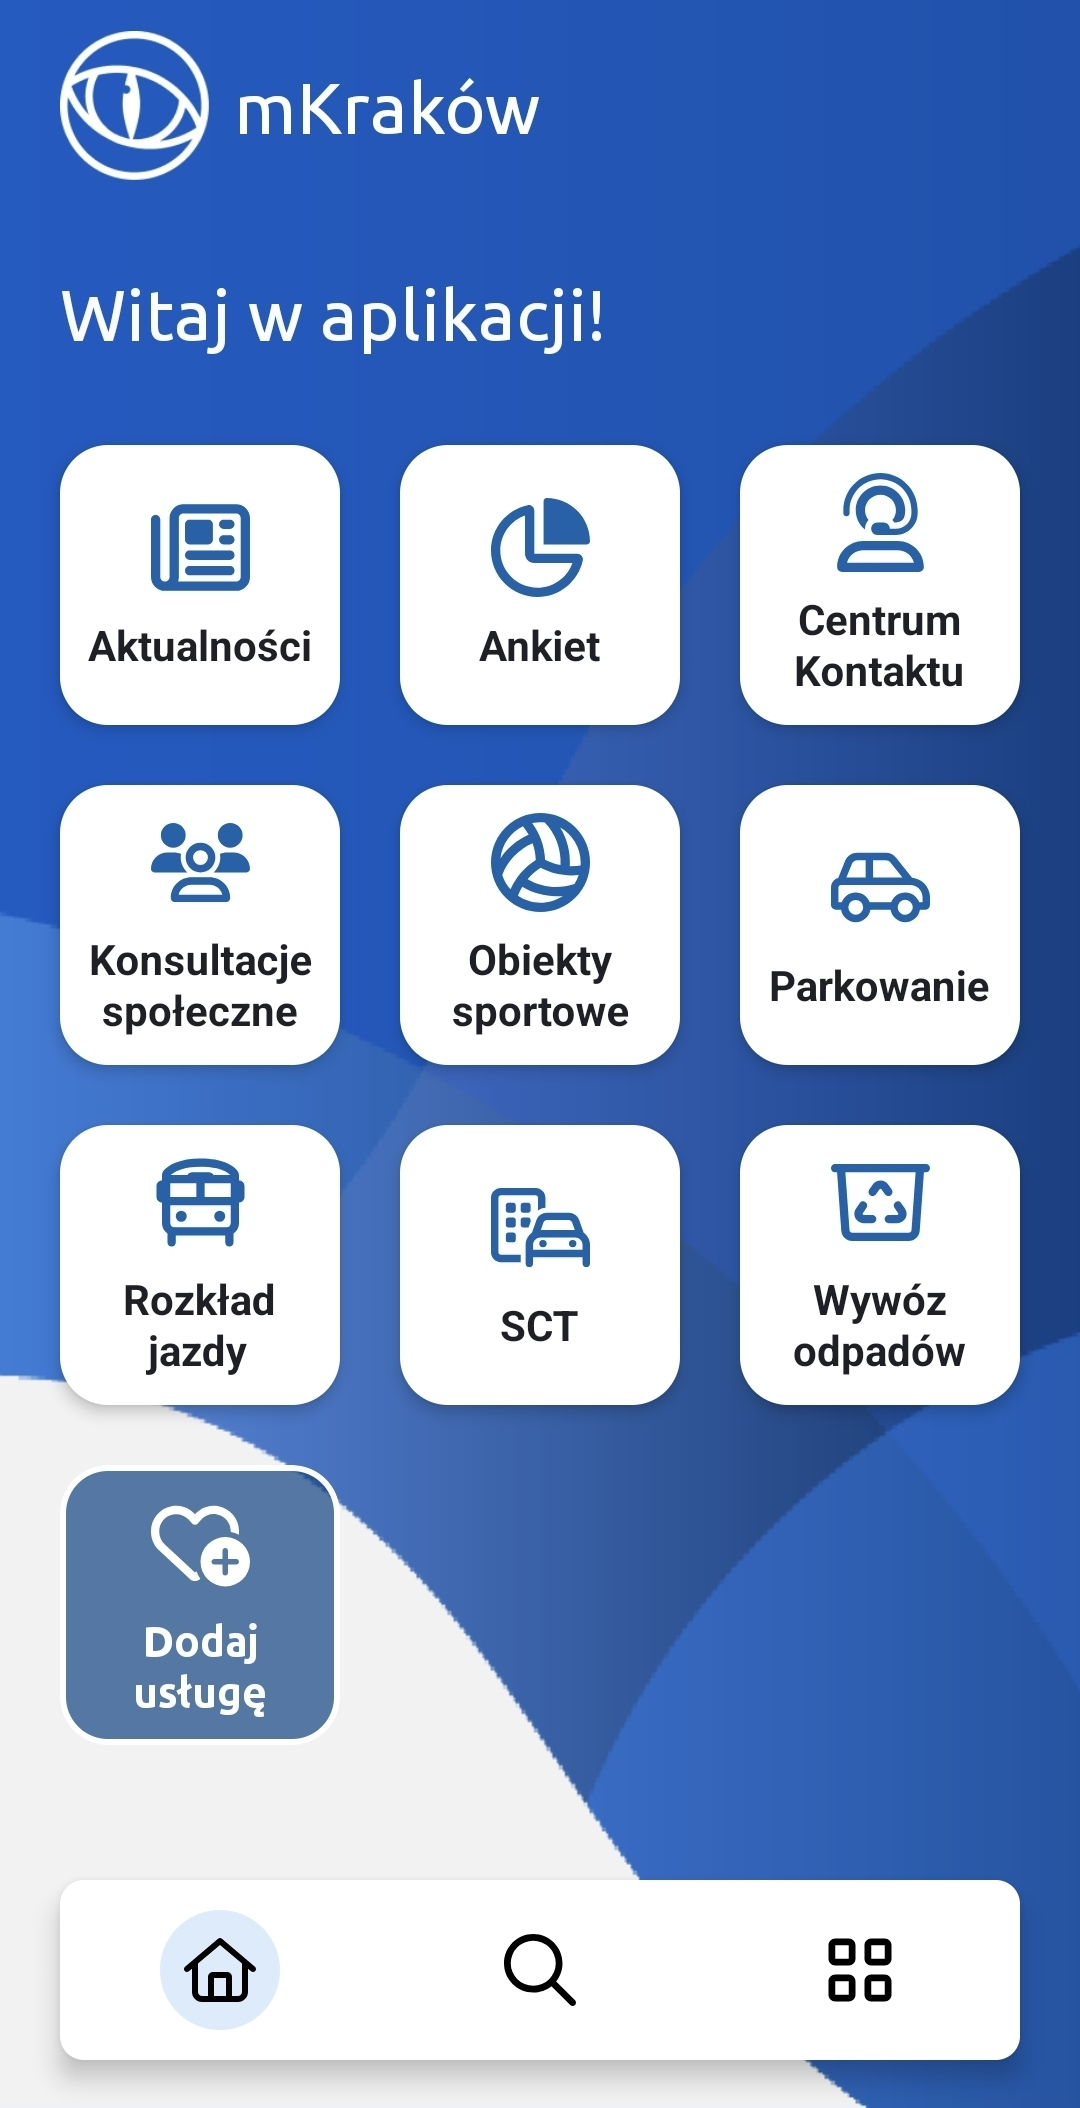 mKraków
Witaj w aplikacji!
Aktualności
Ankiet
Centrum
Kontaktu
Konsultacje
społeczne
Obiekty
sportowe
Parkowanie
Rozkład
jazdy
SCT
Wywóz
odpadów
Dodaj
usługę